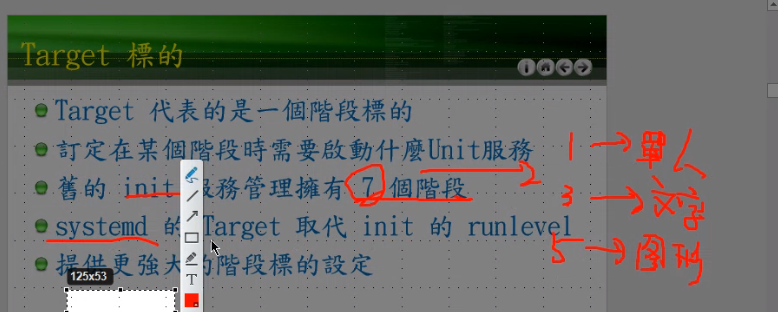 Target 標的
Target 代表的是一個階段標的
訂定在某個階段時需要啟動什麼Unit服務
1 → 單人
舊的 init 服務管理擁有 7 個階段
2
3 → 文字
systemd 的 Target 取代 init 的 runlevel
5 → 图形
提供更強大的階段標的設定
125x53
T